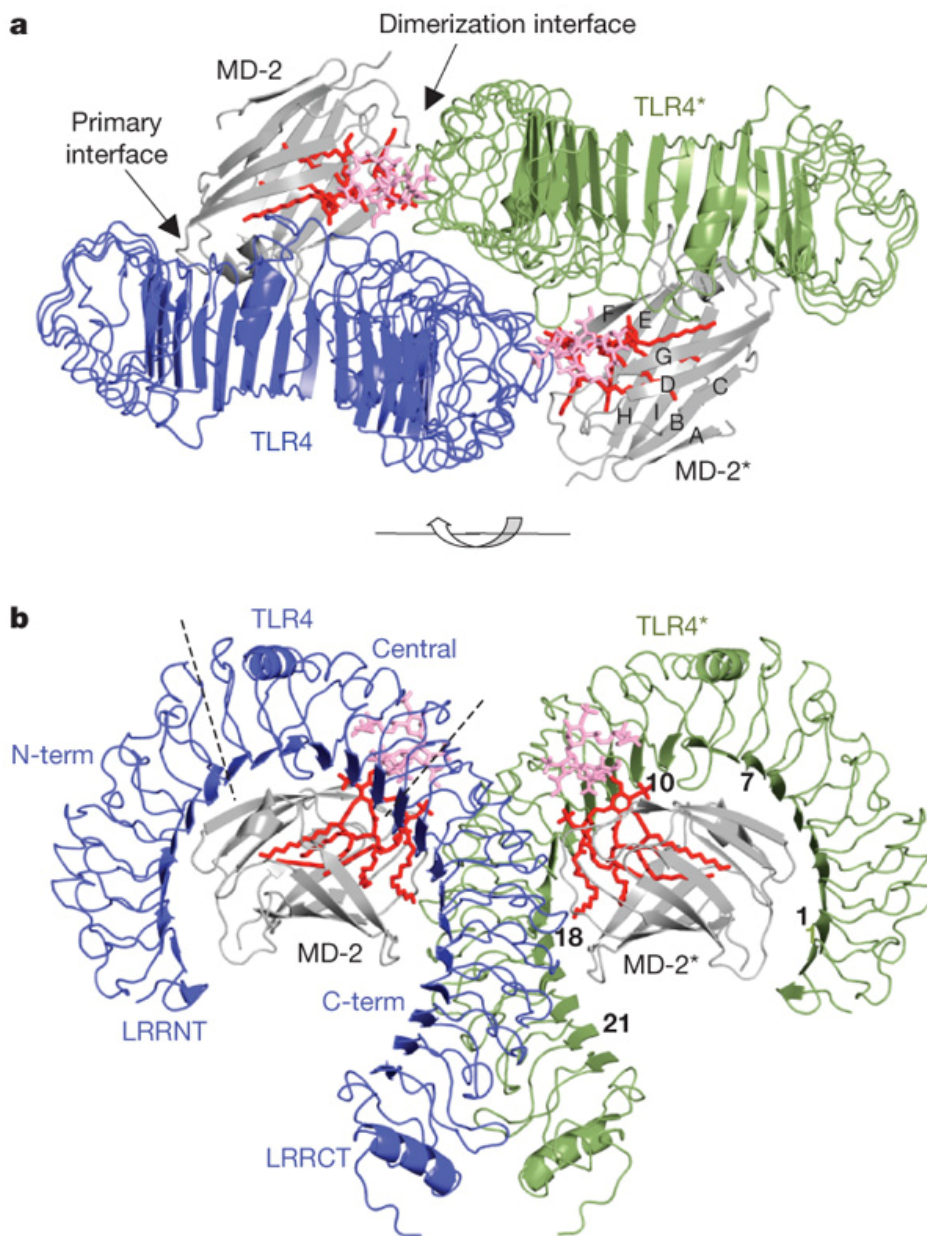 a
Dimerization interface
MD-2
TLR4*
Primary
interface
F
E
G
D
C
H
I
B
A
TLR4
MD-2*
b
TLR4
TLR4*
Central
N-term
10
7
1
18
MD-2
MD-2*
C-term
21
LRRNT
LRRCT